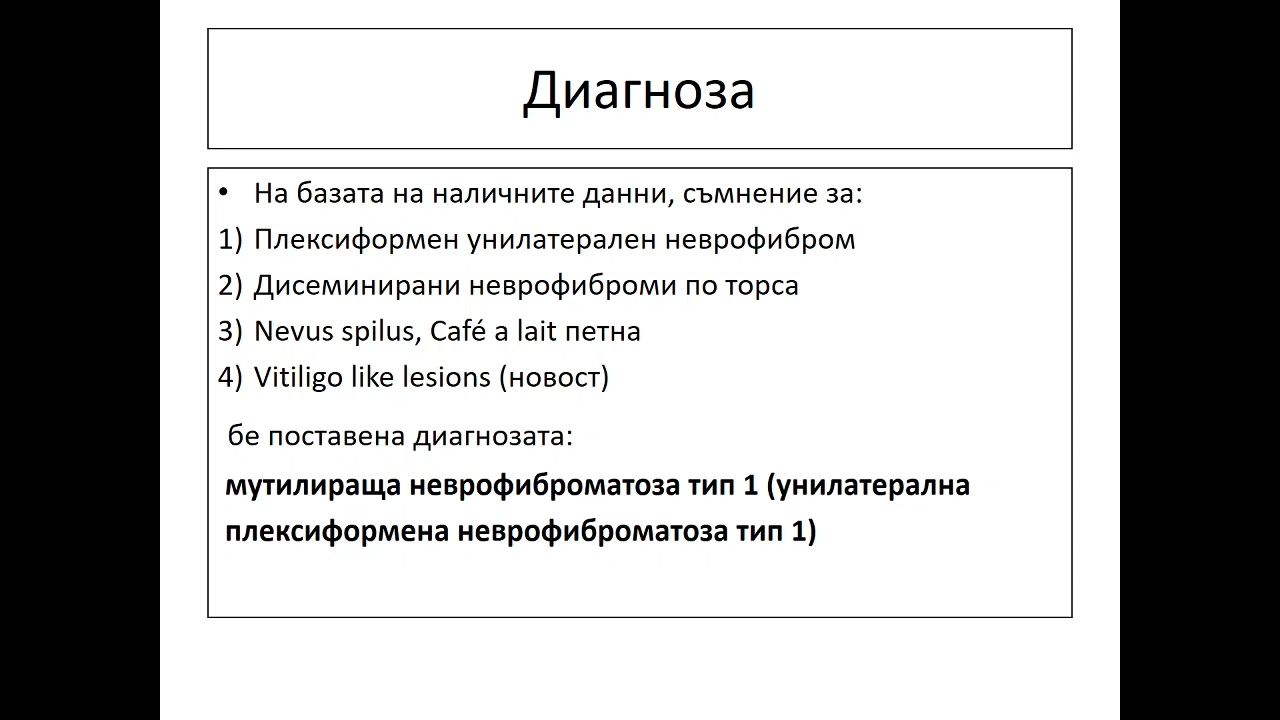 Диагноза
• На базата на наличните данни, съмнение за:
1) Плексиформен унилатерален неврофибром
2) Дисеминирани неврофиброми по торса
3) Nevus spilus, Café a lait петна
4) Vitiligo like lesions (новост)
бе поставена диагнозата:
мутилираща неврофиброматоза тип 1 (унилатерална
плексиформена неврофиброматоза тип 1)